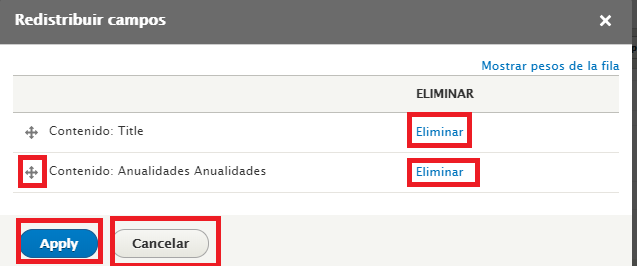 Redistribuir campos
Mostrar pesos de la fila
ELIMINAR
Contenido: Title Eliminar
Contenido: Anualidades Anualidades Eliminar
Apply Cancelar